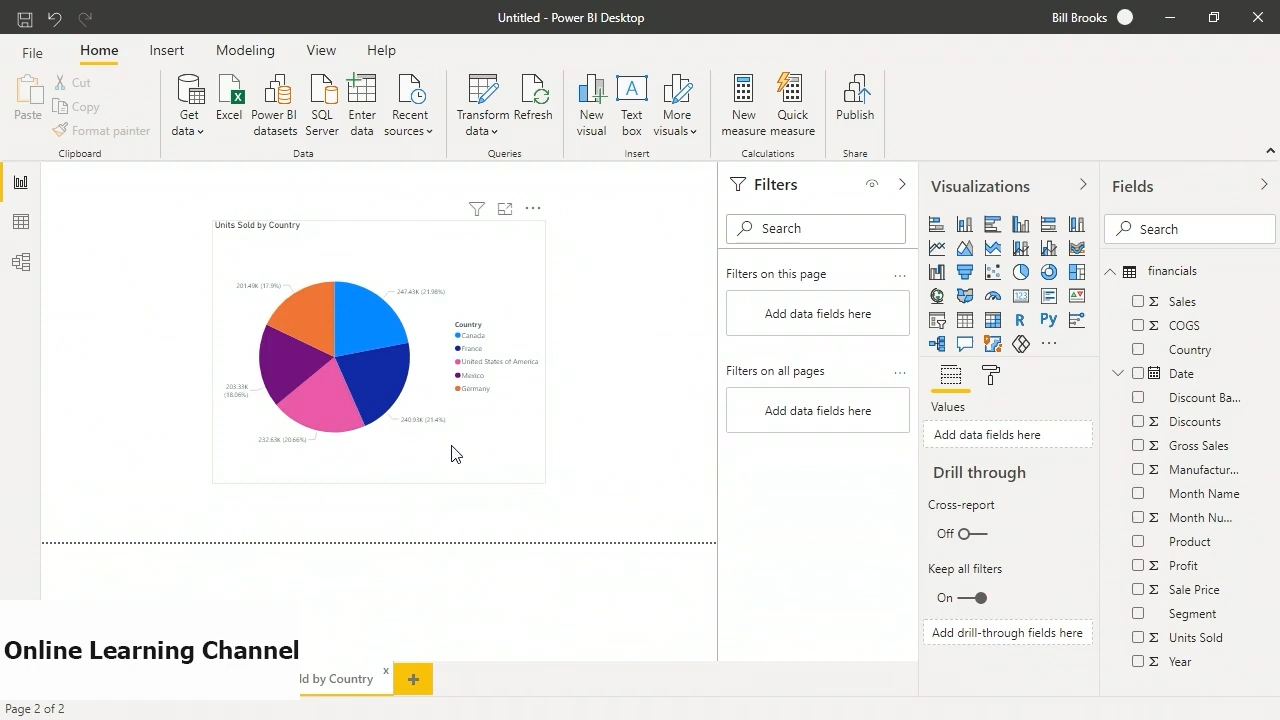 Untitled - Power BI Desktop
Bill Brooks
File
Home
Insert
Modeling
View
Help
Paste
Cut
Copy
Format painter
Clipboard
Get data
Excel
Power BI datasets
SQL Server
Enter data
Recent sources
Data
Transform data
Refresh
Queries
New visual
Text box
More visuals
Insert
New measure
Quick measure
Calculations
Publish
Share
Units Sold by Country
201.49K (17.9%)
247.43K (21.98%)
203.33K
(18.06%)
232.63K (20.66%)
240.93K (21.4%)
Country
Canada
France
United States of America
Mexico
Germany
Filters
Search
Filters on this page
Add data fields here
Filters on all pages
Add data fields here
Visualizations
R
Py
123
Values
Add data fields here
Drill through
Cross-report
Off
Keep all filters
On
Add drill-through fields here
Fields
Search
financials
Sales
COGS
Country
Date
Discount Ba...
Discounts
Gross Sales
Manufactur...
Month Name
Month Nu...
Product
Profit
Sale Price
Segment
Units Sold
Year
Online Learning Channel
ld by Country
x
Page 2 of 2